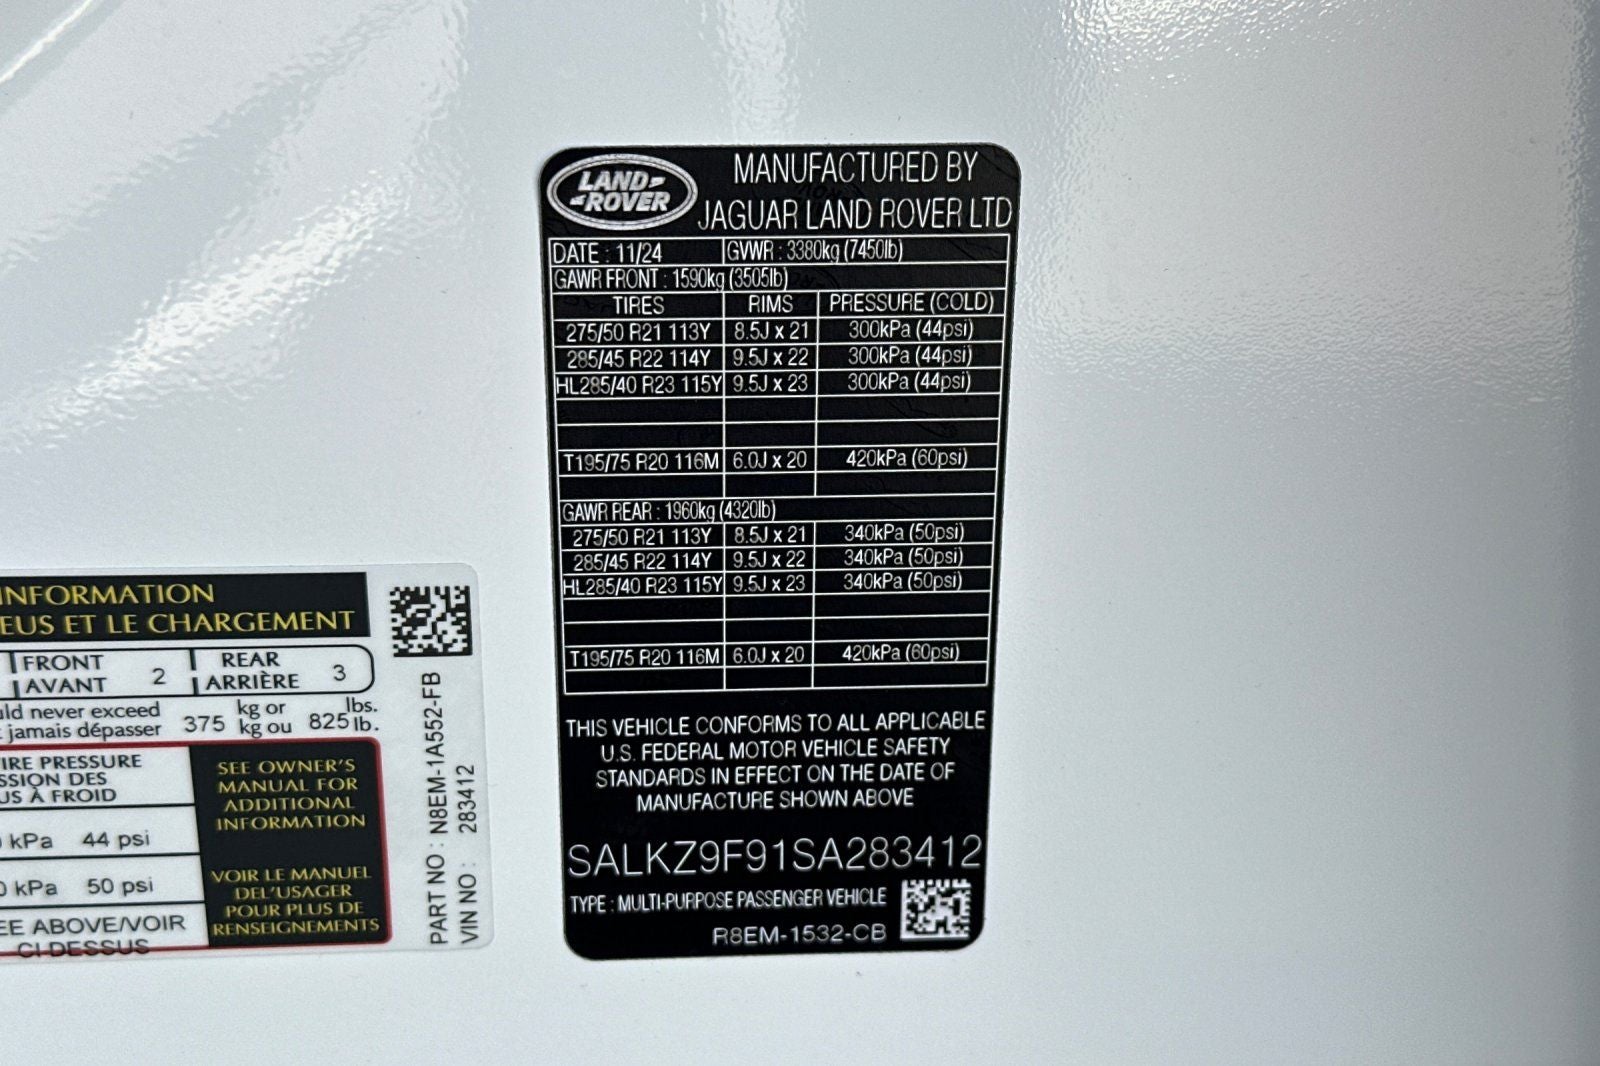 LAND-
-ROVER
MANUFACTURED BY
JAGUAR LAND ROVER LTD
DATE : 11/24 GVWR : 3380kg (7450lb)
GAWR FRONT : 1590kg (3505lb)
TIRES RIMS PRESSURE (COLD)
275/50 R21 113Y 8.5J x 21 300kPa (44psi)
285/45 R22 114Y 9.5J x 22 300kPa (44psi)
HL285/40 R23 115Y 9.5J x 23 300kPa (44psi)
T195/75 R20 116M 6.0J x 20 420kPa (60psi)
GAWR REAR : 1960kg (4320lb)
275/50 R21 113Y 8.5J x 21 340kPa (50psi)
285/45 R22 114Y 9.5J x 22 340kPa (50psi)
HL285/40 R23 115Y 9.5J x 23 340kPa (50psi)
T195/75 R20 116M 6.0J x 20 420kPa (60psi)
THIS VEHICLE CONFORMS TO ALL APPLICABLE
U.S. FEDERAL MOTOR VEHICLE SAFETY
STANDARDS IN EFFECT ON THE DATE OF
MANUFACTURE SHOWN ABOVE
SALKZ9F91SA283412
TYPE : MULTI-PURPOSE PASSENGER VEHICLE
R8EM-1532-CB
INFORMATION
EUS ET LE CHARGEMENT
FRONT 2 REAR 3
AVANT ARRIÈRE
uld never exceed 375 kg or 825 lbs.
jamais dépasser kg ou lb.
IRE PRESSURE
SSION DES
US À FROID
kPa 44 psi
0 kPa 50 psi
EE ABOVE/VOIR
CI DESSUS
SEE OWNER'S
MANUAL FOR
ADDITIONAL
INFORMATION
VOIR LE MANUEL
DEL'USAGER
POUR PLUS DE
RENSEIGNEMENTS
PART NO : N8EM-1A552-FB
VIN NO : 283412